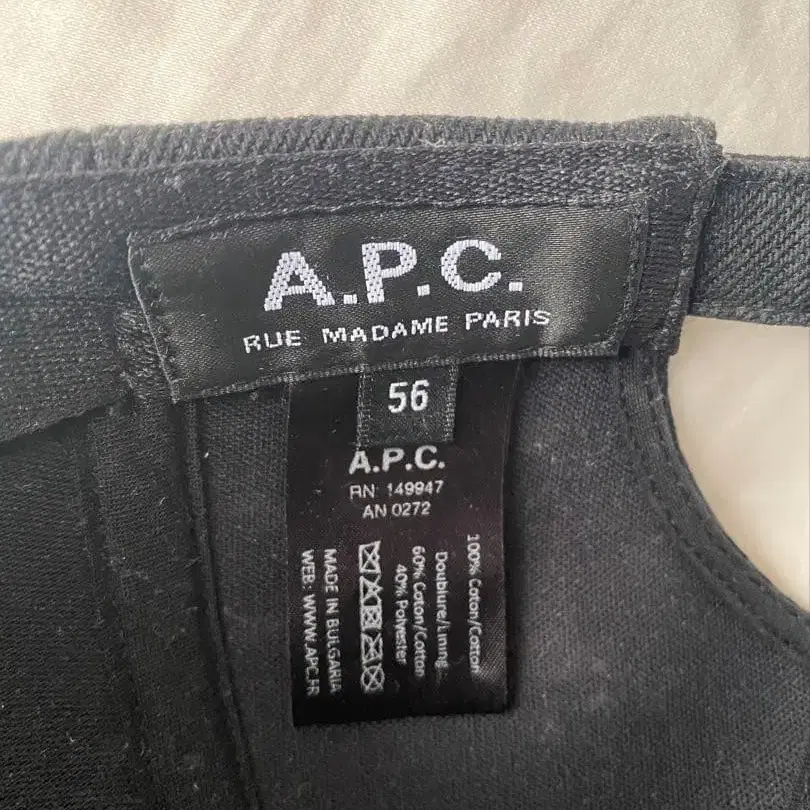 A.P.C.
RUE MADAME PARIS
56
A.P.C.
RN: 149947
AN 0272
100% Coton/Cotton
Doublure/Lining...
60% Coton/Cotton
40% Polyester
MADE IN BULGARIA
WEB: WWW.APC.FR